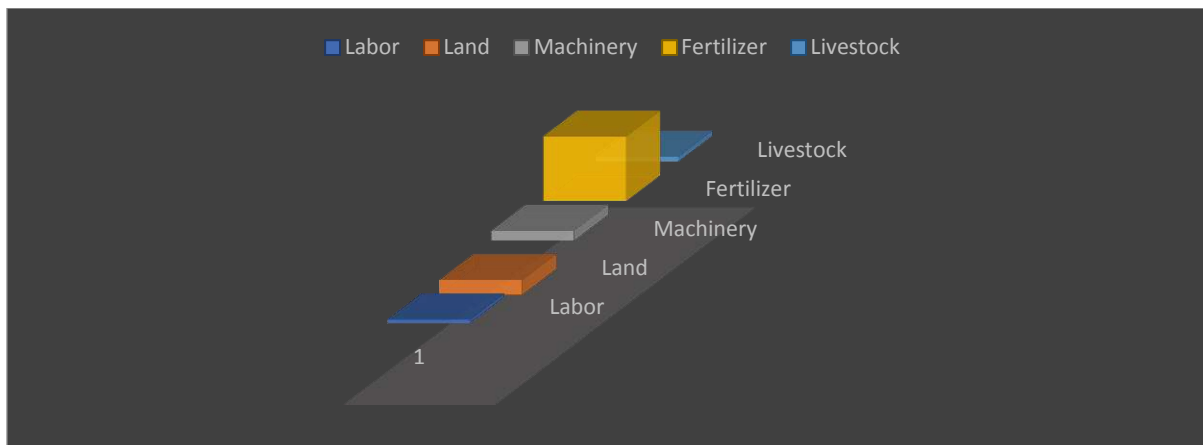 Labor Land Machinery Fertilizer Livestock
Livestock
Fertilizer
Machinery
Land
Labor
1